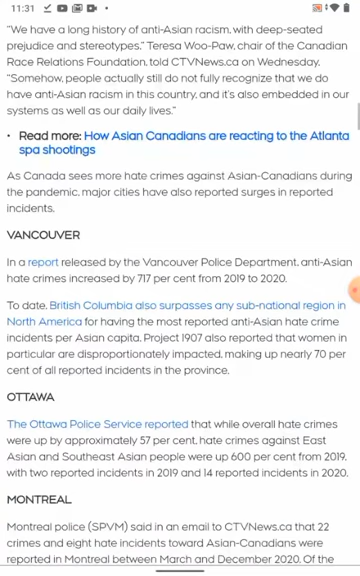 11:31
"We have a long history of anti-Asian racism, with deep-seated
prejudice and stereotypes," Teresa Woo-Paw, chair of the Canadian
Race Relations Foundation, told CTVNews.ca on Wednesday.
"Somehow, people actually still do not fully recognize that we do
have anti-Asian racism in this country, and it's also embedded in our
systems as well as our daily lives."
• Read more: How Asian Canadians are reacting to the Atlanta
spa shootings
As Canada sees more hate crimes against Asian-Canadians during
the pandemic, major cities have also reported surges in reported
incidents.
VANCOUVER
In a report released by the Vancouver Police Department, anti-Asian
hate crimes increased by 717 per cent from 2019 to 2020.
To date, British Columbia also surpasses any sub-national region in
North America for having the most reported anti-Asian hate crime
incidents per Asian capita. Project 1907 also reported that women in
particular are disproportionately impacted, making up nearly 70 per
cent of all reported incidents in the province.
OTTAWA
The Ottawa Police Service reported that while overall hate crimes
were up by approximately 57 per cent, hate crimes against East
Asian and Southeast Asian people were up 600 per cent from 2019,
with two reported incidents in 2019 and 14 reported incidents in 2020.
MONTREAL
Montreal police (SPVM) said in an email to CTVNews.ca that 22
crimes and eight hate incidents toward Asian-Canadians were
reported in Montreal between March and December 2020. Of the